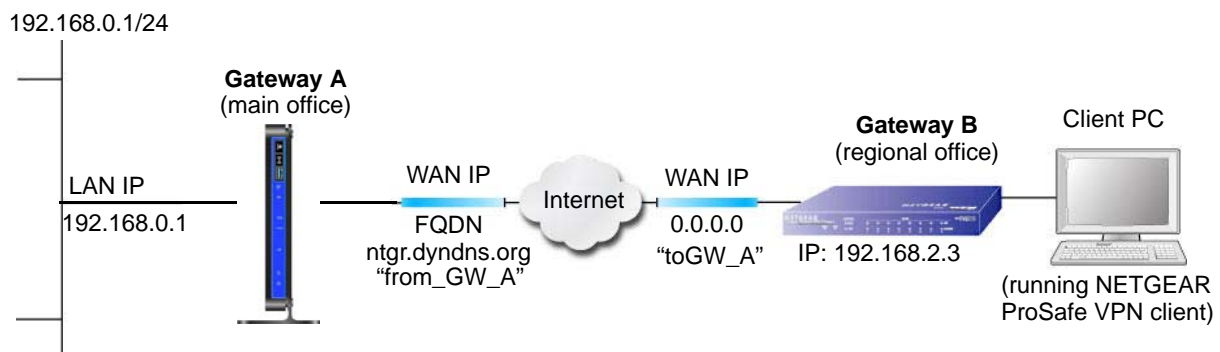 192.168.0.1/24
Gateway A
(main office)
LAN IP
192.168.0.1
WAN IP
FQDN
ntgr.dyndns.org
“from_GW_A”
Internet
WAN IP
0.0.0.0
“toGW_A”
Gateway B
(regional office)
NETGEAR
IP: 192.168.2.3
Client PC
(running NETGEAR
ProSafe VPN client)